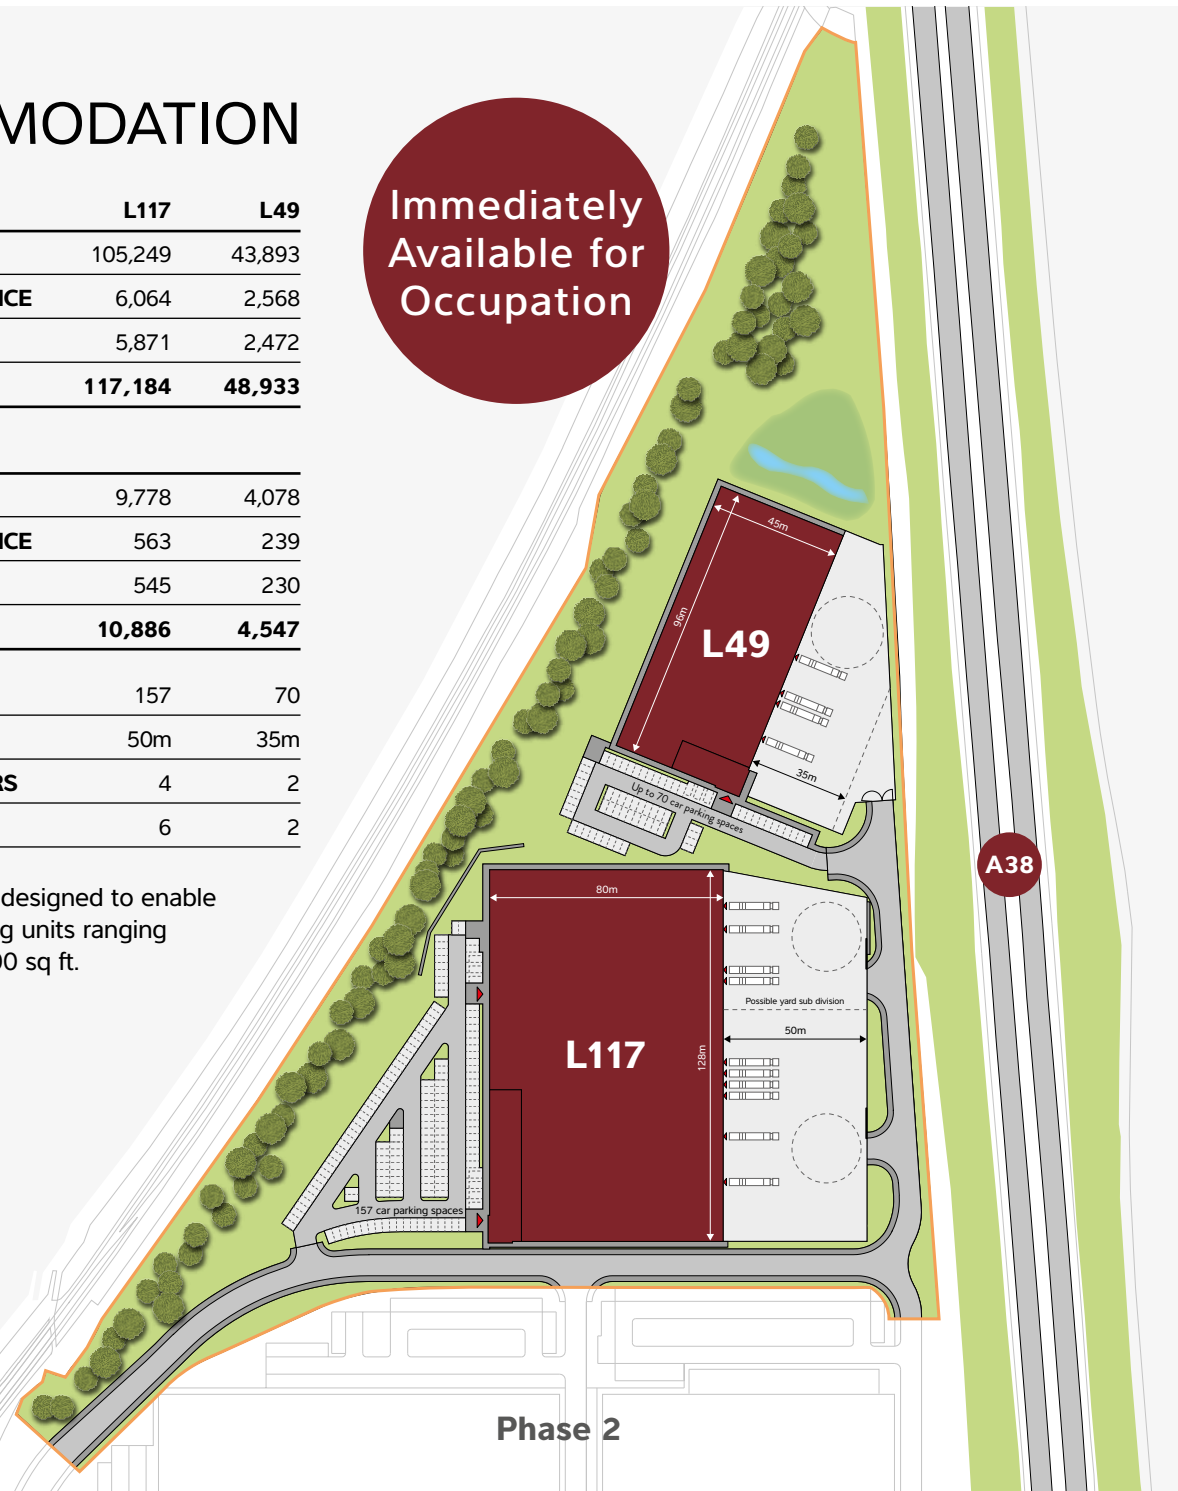 MODATION
L117 L49
105,249 43,893
ICE 6,064 2,568
5,871 2,472
117,184 48,933
9,778 4,078
ICE 563 239
545 230
10,886 4,547
157 70
50m 35m
RS 4 2
6 2
designed to enable
g units ranging
00 sq ft.
Immediately
Available for
Occupation
45m
96m
L49
35m
Up to 70 car parking spaces
A38
80m
128m
L117
Possible yard sub division
50m
157 car parking spaces
Phase 2